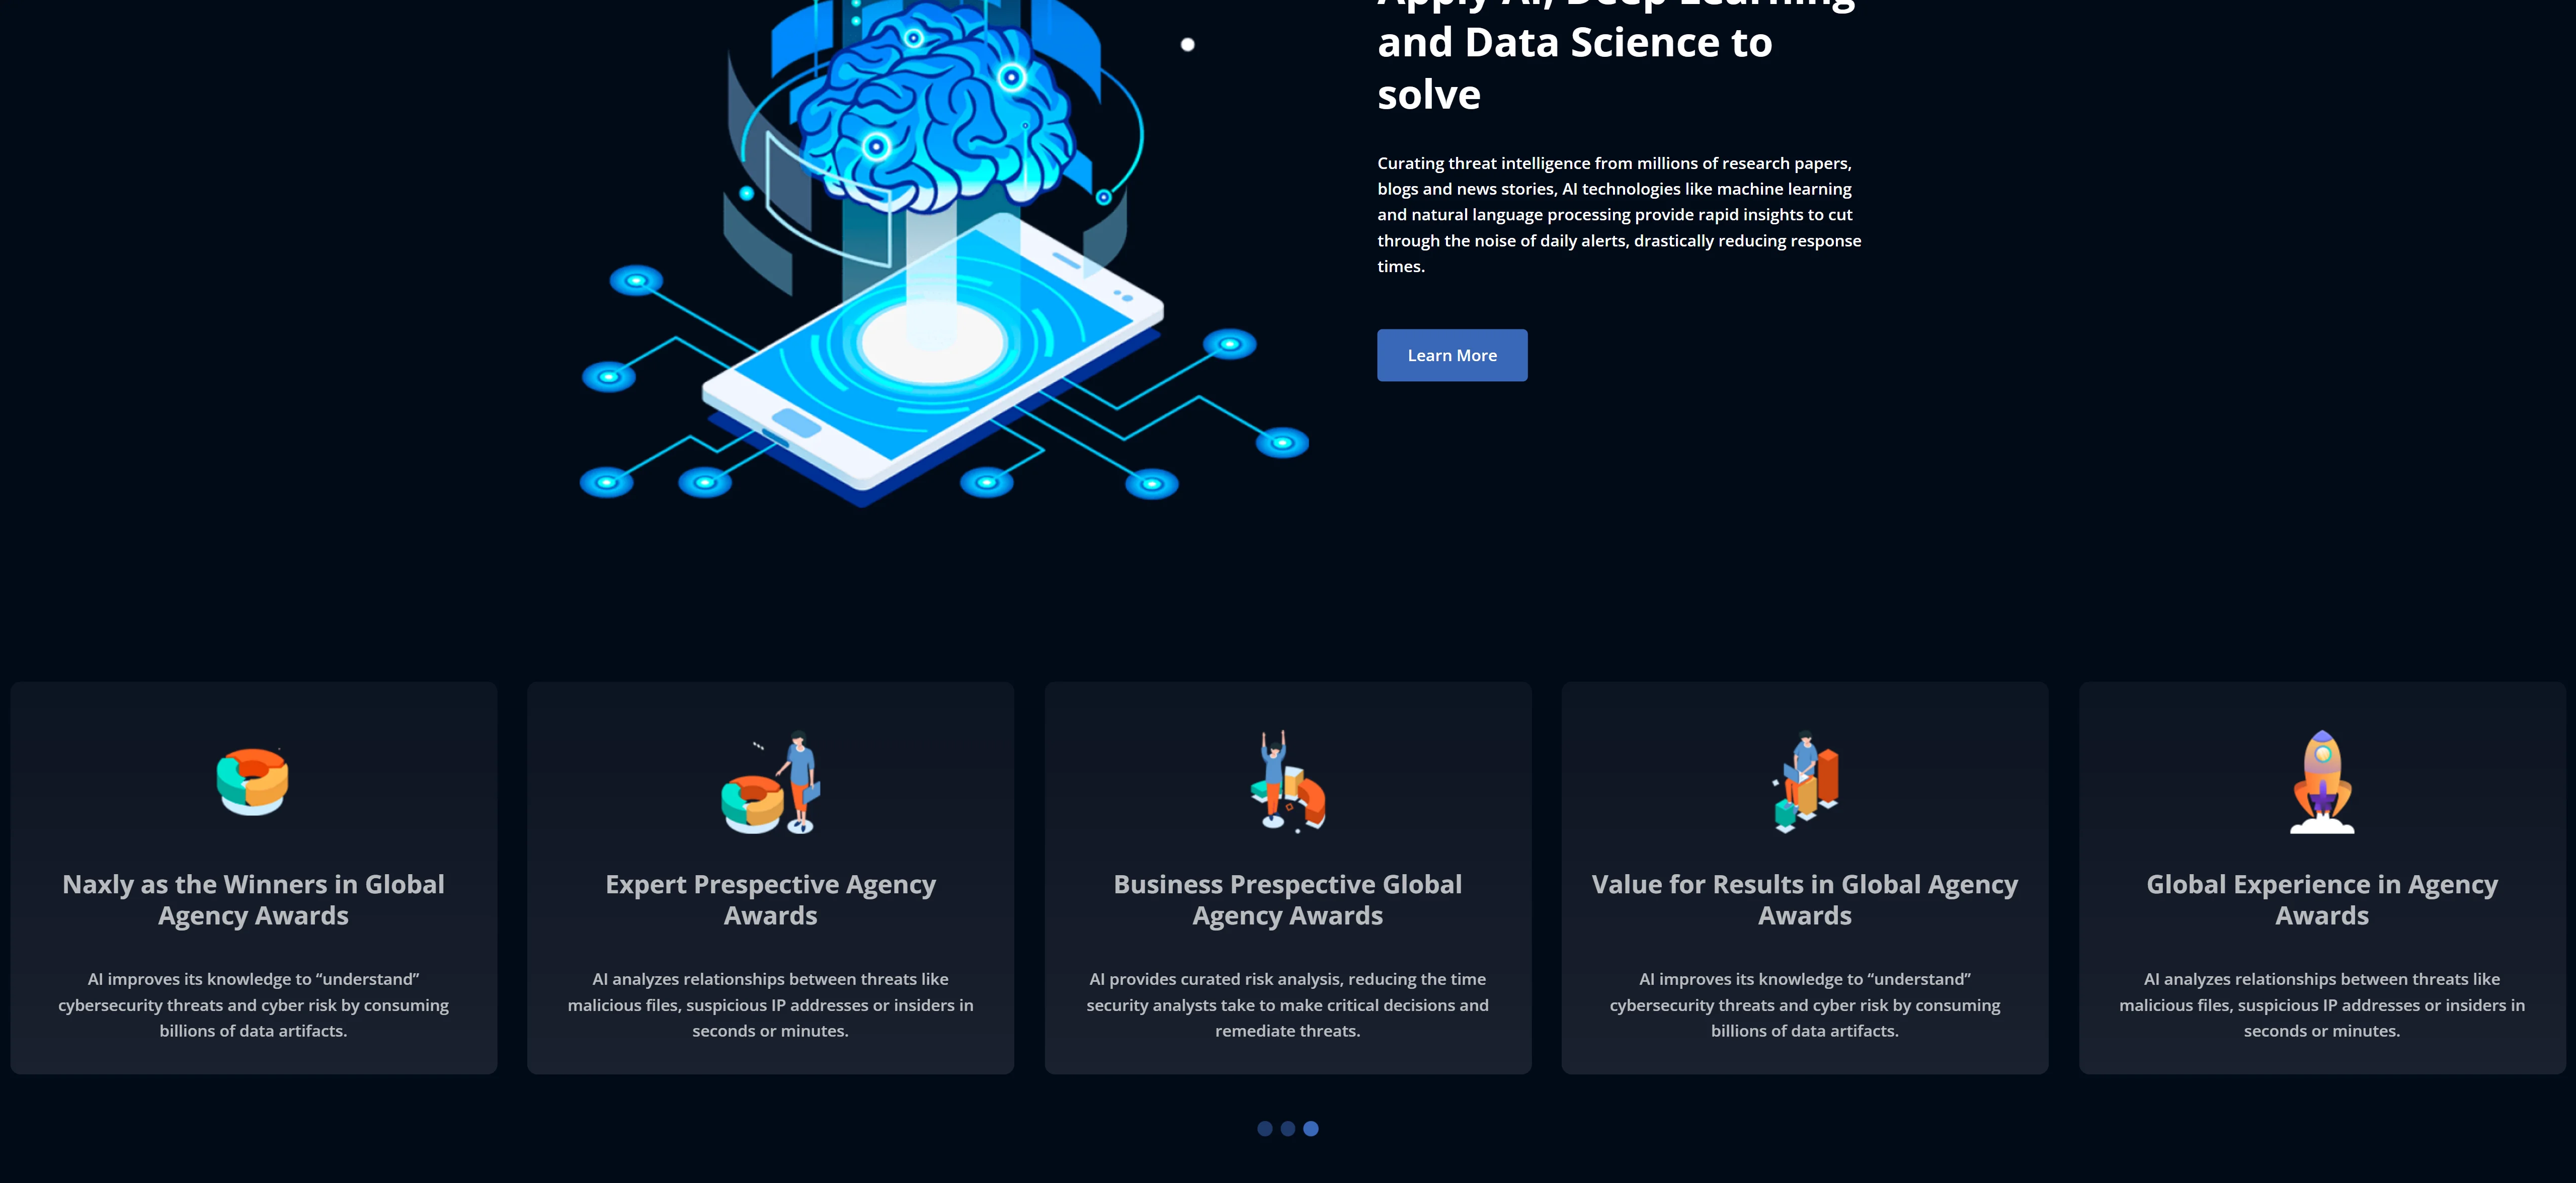 Apply AI, Deep Learning
and Data Science to
solve
Curating threat intelligence from millions of research papers,
blogs and news stories, AI technologies like machine learning
and natural language processing provide rapid insights to cut
through the noise of daily alerts, drastically reducing response
times.
Learn More
Naxly as the Winners in Global
Agency Awards
AI improves its knowledge to “understand”
cybersecurity threats and cyber risk by consuming
billions of data artifacts.
Expert Prespective Agency
Awards
AI analyzes relationships between threats like
malicious files, suspicious IP addresses or insiders in
seconds or minutes.
Business Prespective Global
Agency Awards
AI provides curated risk analysis, reducing the time
security analysts take to make critical decisions and
remediate threats.
Value for Results in Global Agency
Awards
AI improves its knowledge to “understand”
cybersecurity threats and cyber risk by consuming
billions of data artifacts.
Global Experience in Agency
Awards
AI analyzes relationships between threats like
malicious files, suspicious IP addresses or insiders in
seconds or minutes.